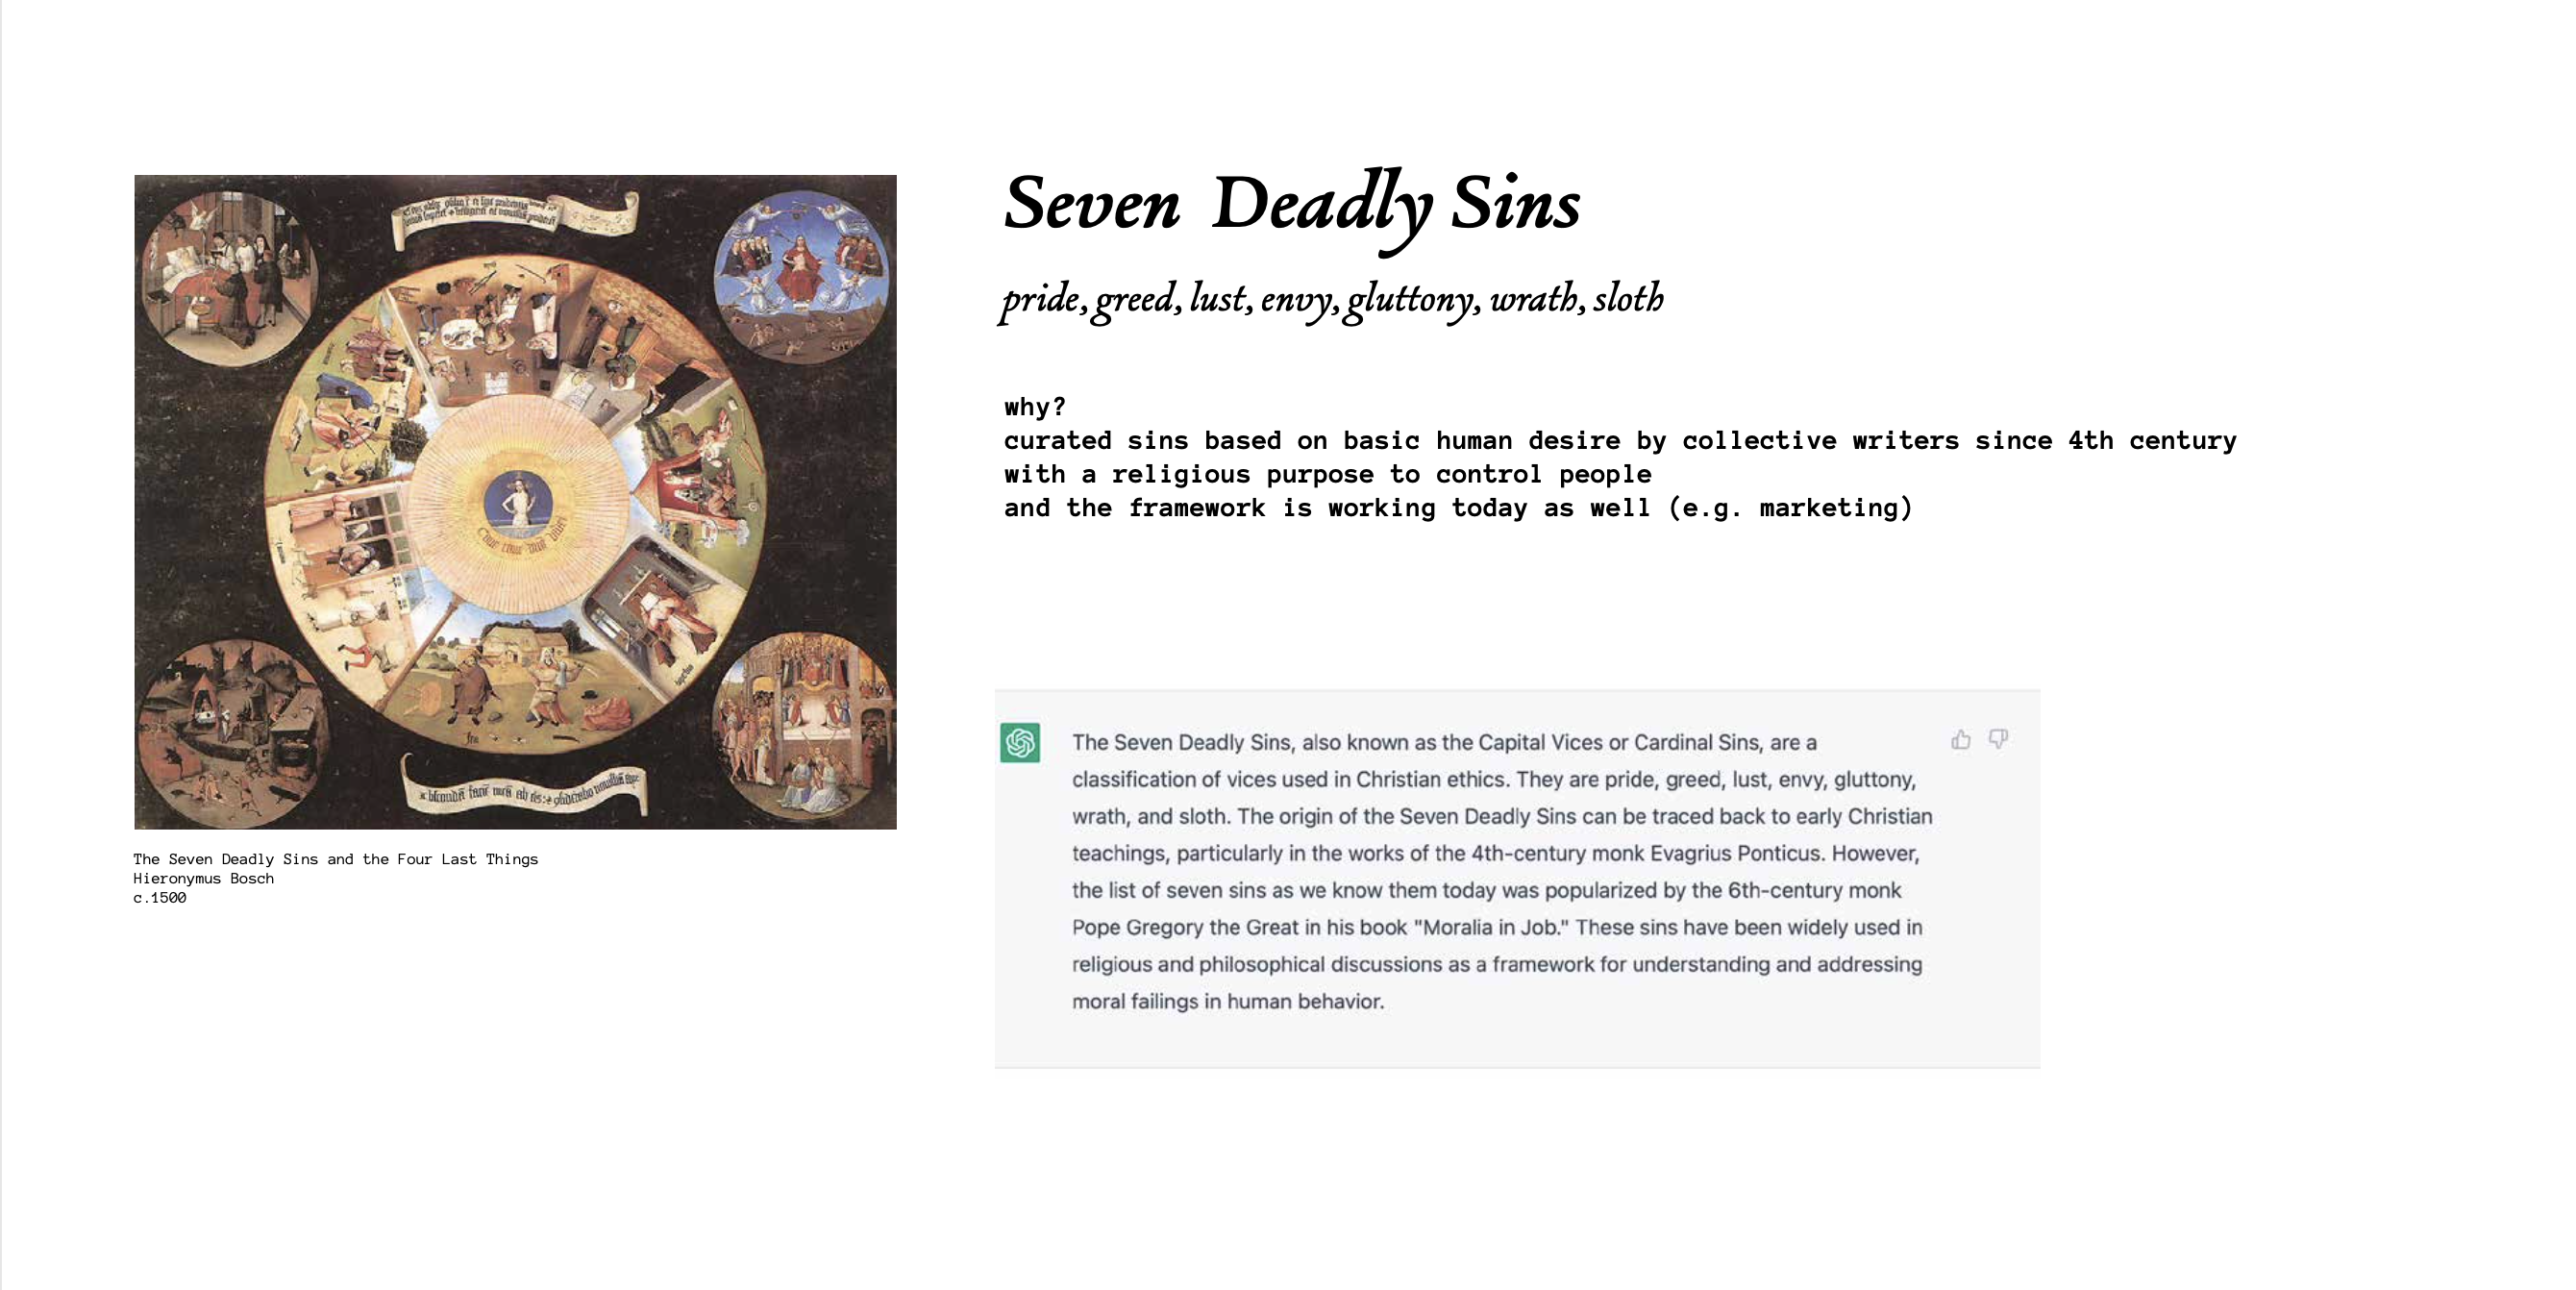 Seven Deadly Sins
pride, greed, lust, envy, gluttony, wrath, sloth
why?
curated sins based on basic human desire by collective writers since 4th century
with a religious purpose to control people
and the framework is working today as well (e.g. marketing)
The Seven Deadly Sins and the Four Last Things
Hieronymus Bosch
c.1500
The Seven Deadly Sins, also known as the Capital Vices or Cardinal Sins, are a
classification of vices used in Christian ethics. They are pride, greed, lust, envy, gluttony,
wrath, and sloth. The origin of the Seven Deadly Sins can be traced back to early Christian
teachings, particularly in the works of the 4th-century monk Evagrius Ponticus. However,
the list of seven sins as we know them today was popularized by the 6th-century monk
Pope Gregory the Great in his book "Moralia in Job." These sins have been widely used in
religious and philosophical discussions as a framework for understanding and addressing
moral failings in human behavior.